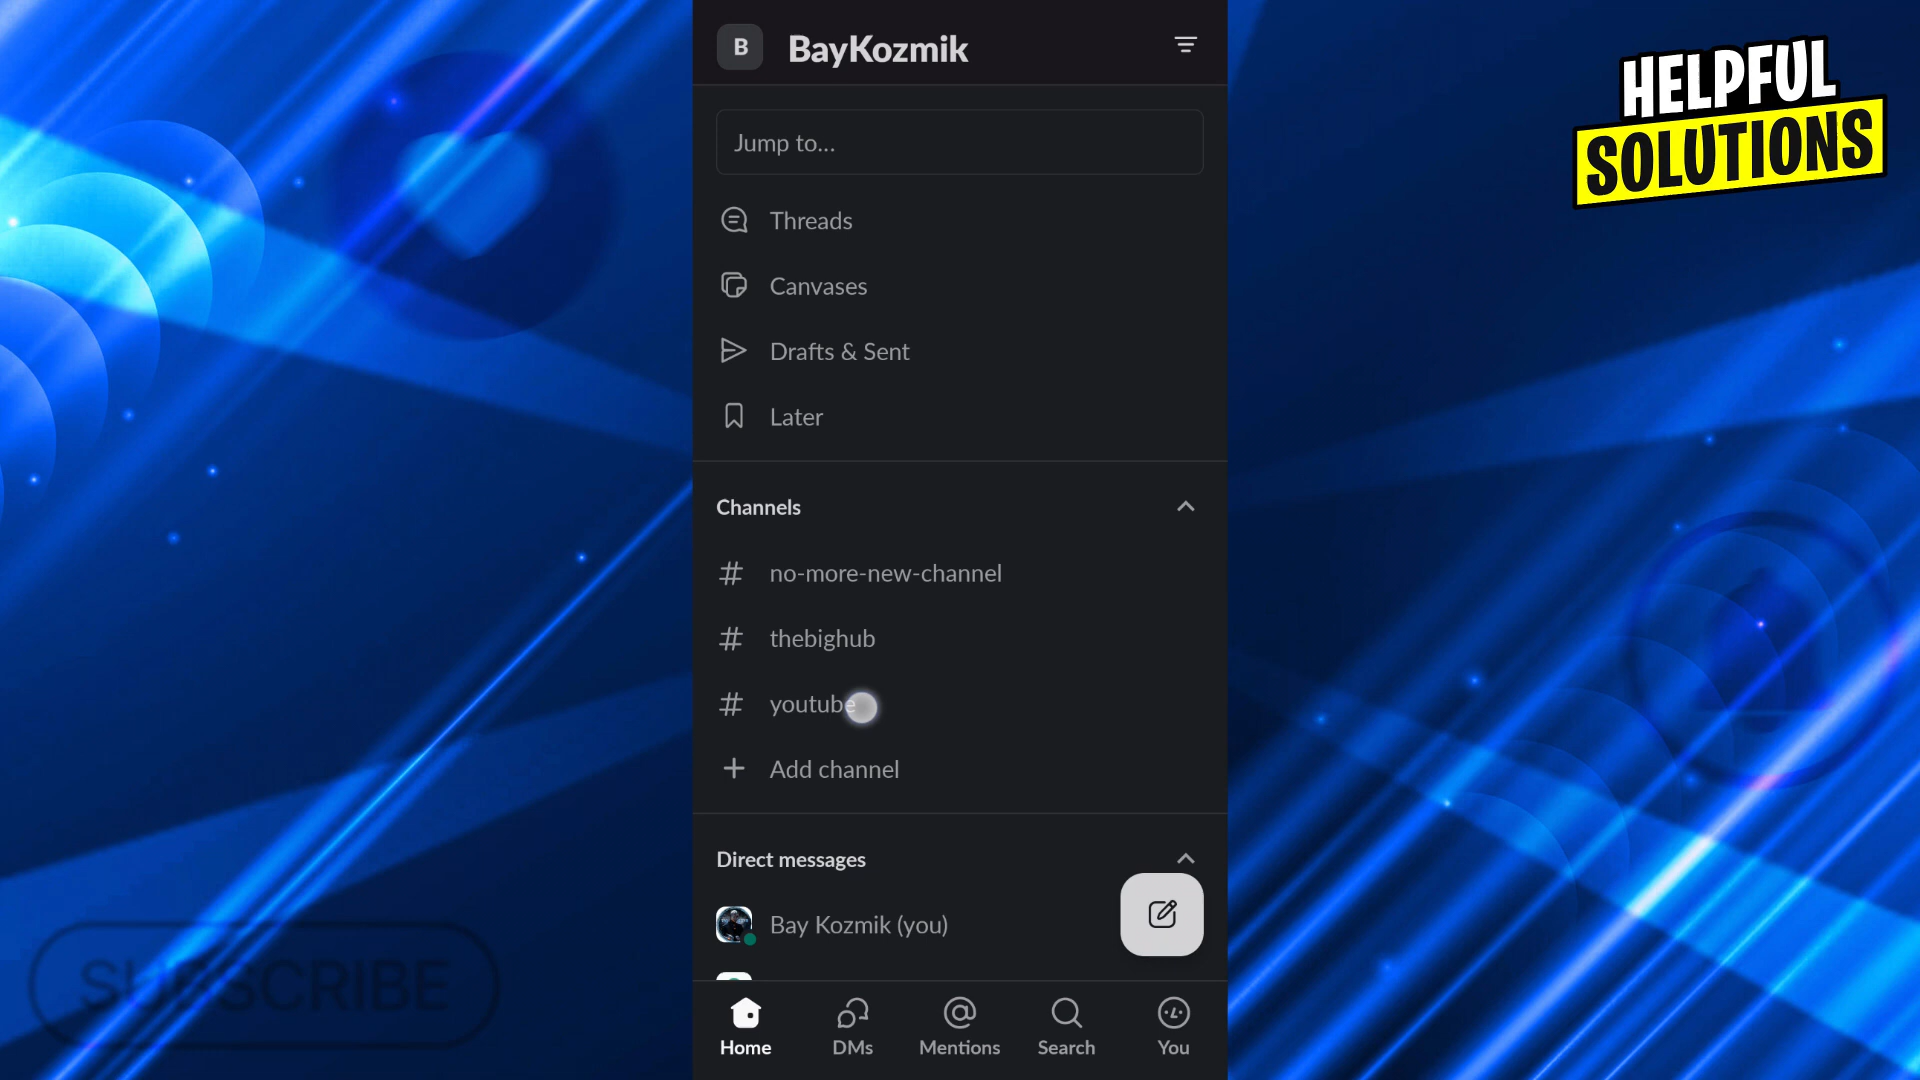 B BayKozmik
HELPFUL
SOLUTIONS
Jump to...
Threads
Canvases
Drafts & Sent
Later
Channels
# no-more-new-channel
# thebighub
# youtube
+ Add channel
Direct messages
Bay Kozmik (you)
SUBSCRIBE
Home DMs Mentions Search You